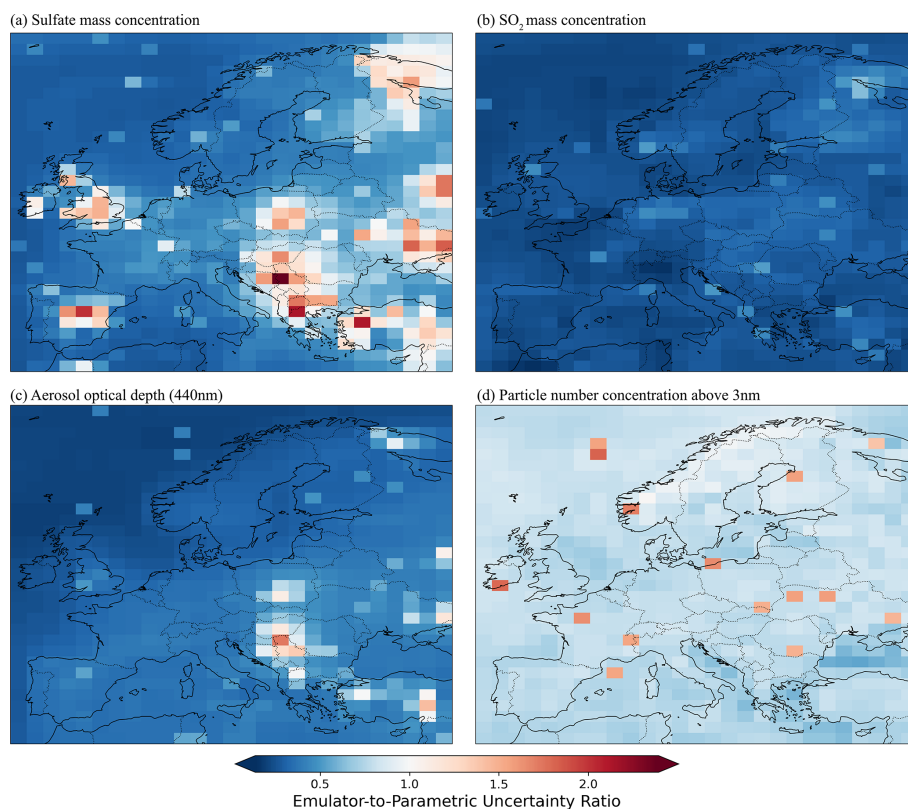 (a) Sulfate mass concentration
(b) SO₂ mass concentration
(c) Aerosol optical depth (440nm)
(d) Particle number concentration above 3nm
0.5 1.0 1.5 2.0
Emulator-to-Parametric Uncertainty Ratio